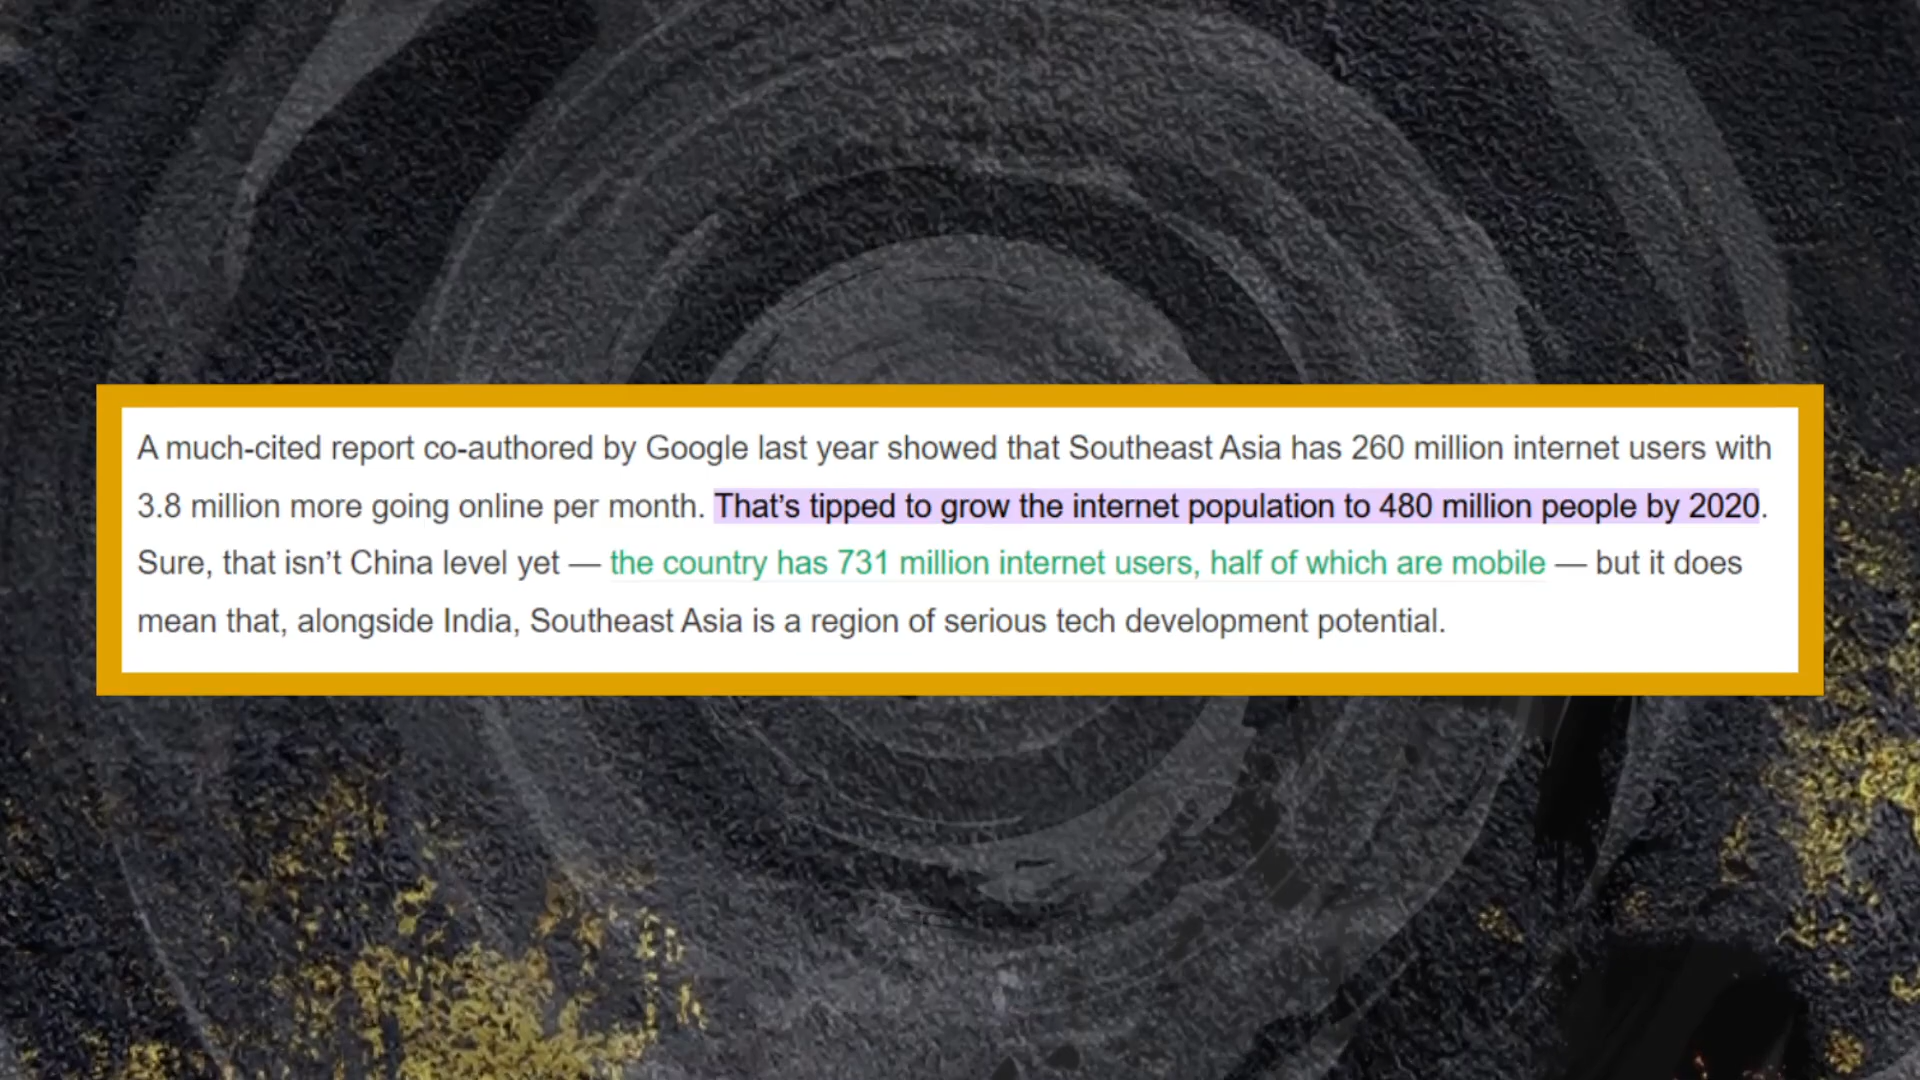 A much-cited report co-authored by Google last year showed that Southeast Asia has 260 million internet users with
3.8 million more going online per month. That’s tipped to grow the internet population to 480 million people by 2020.
Sure, that isn’t China level yet — the country has 731 million internet users, half of which are mobile — but it does
mean that, alongside India, Southeast Asia is a region of serious tech development potential.